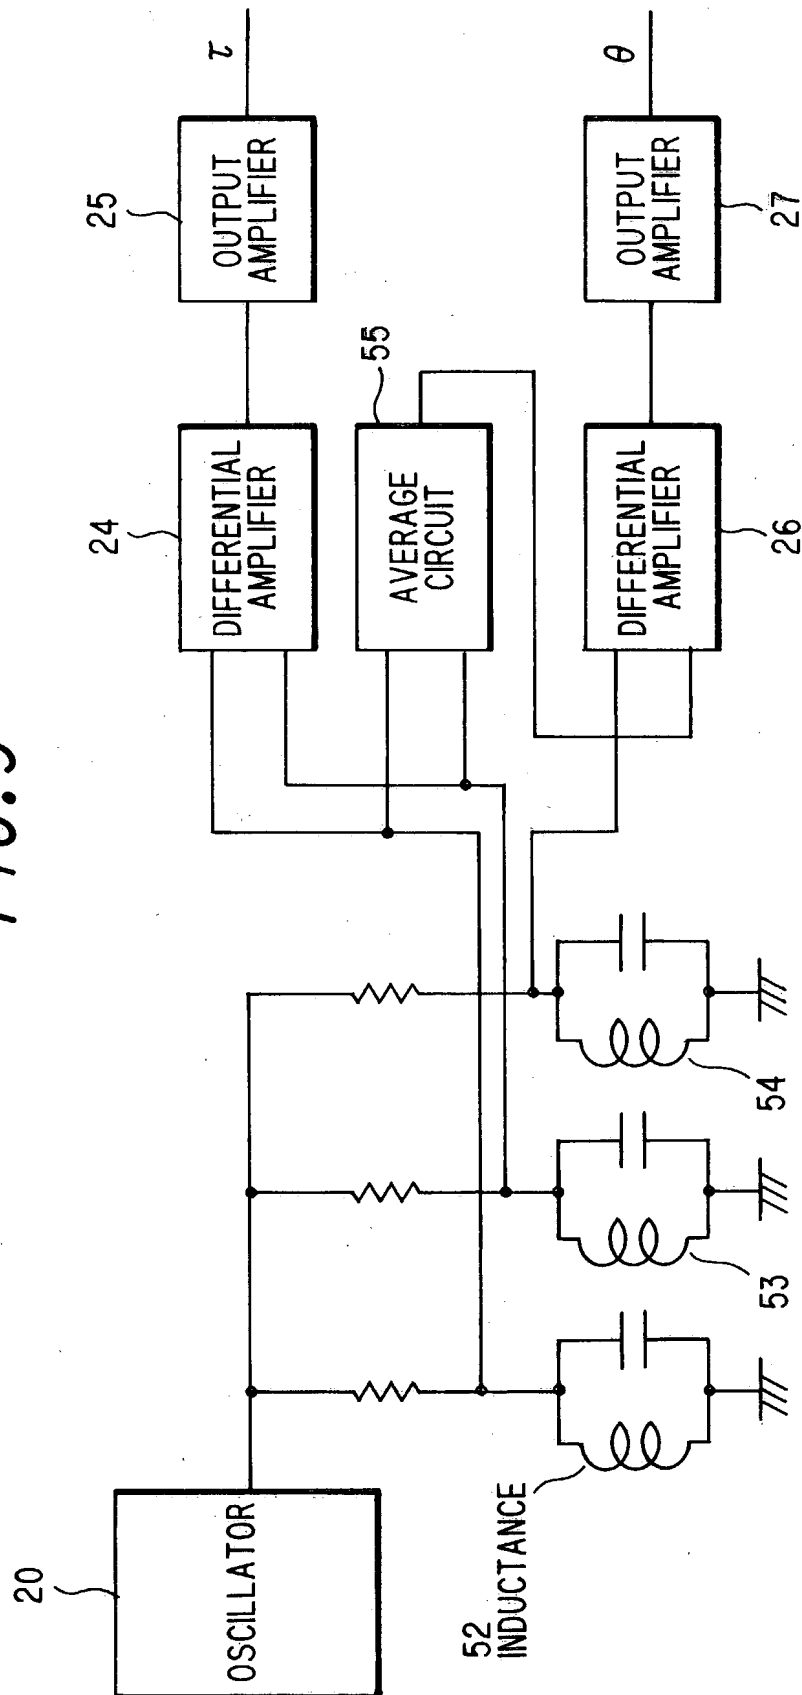 20
OSCILLATOR
52
INDUCTANCE
53
54
24
DIFFERENTIAL
AMPLIFIER
25
OUTPUT
AMPLIFIER
τ
55
AVERAGE
CIRCUIT
26
DIFFERENTIAL
AMPLIFIER
27
OUTPUT
AMPLIFIER
θ